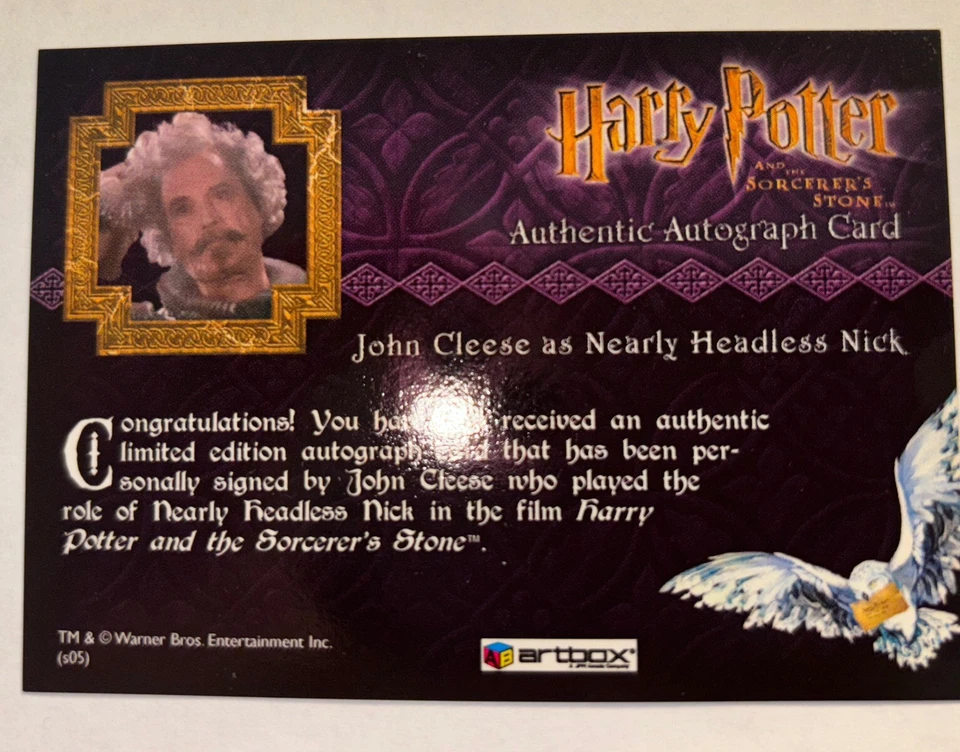 Harry Potter
AND THE
SORCERER'S
STONE™
Authentic Autograph Card
John Cleese as Nearly Headless Nick
Congratulations! You received an authentic
limited edition autograph that has been per-
sonally signed by John Cleese who played the
role of Nearly Headless Nick in the film Harry
Potter and the Sorcerer's Stone™.
TM & © Warner Bros. Entertainment Inc.
(s05)
AB artbox